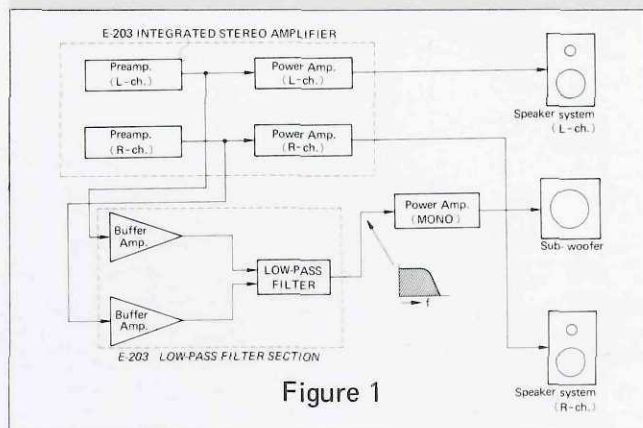 E-203 INTEGRATED STEREO AMPLIFIER
Preamp.
(L-ch.)
Power Amp.
(L-ch.)
Speaker system
(L-ch.)
Preamp.
(R-ch.)
Power Amp.
(R-ch.)
Buffer
Amp.
Power Amp.
(MONO)
Sub-woofer
LOW-PASS
FILTER
f
Buffer
Amp.
E-203 LOW-PASS FILTER SECTION
Figure 1
Speaker system
(R-ch.)